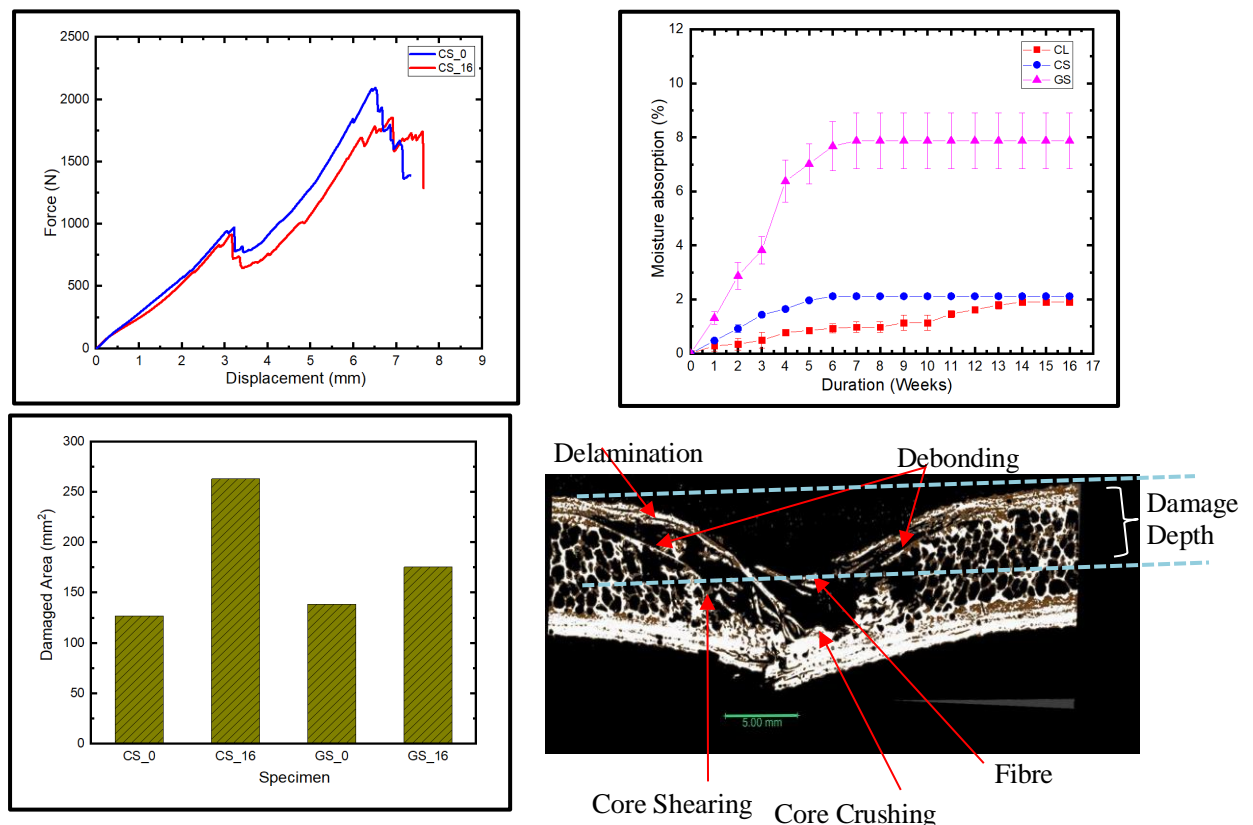 2500
2000
1500
1000
500
0
0 1 2 3 4 5 6 7 8 9
Force (N)
Displacement (mm)
CS_0
CS_16
12
10
8
6
4
2
0
0 1 2 3 4 5 6 7 8 9 10 11 12 13 14 15 16 17
Moisture absorption (%)
Duration (Weeks)
CL
CS
GS
300
250
200
150
100
50
0
Damaged Area (mm²)
CS_0 CS_16 GS_0 GS_16
Specimen
Delamination
Debonding
Damage
Depth
5.00 mm
Fibre
Core Shearing
Core Crushing